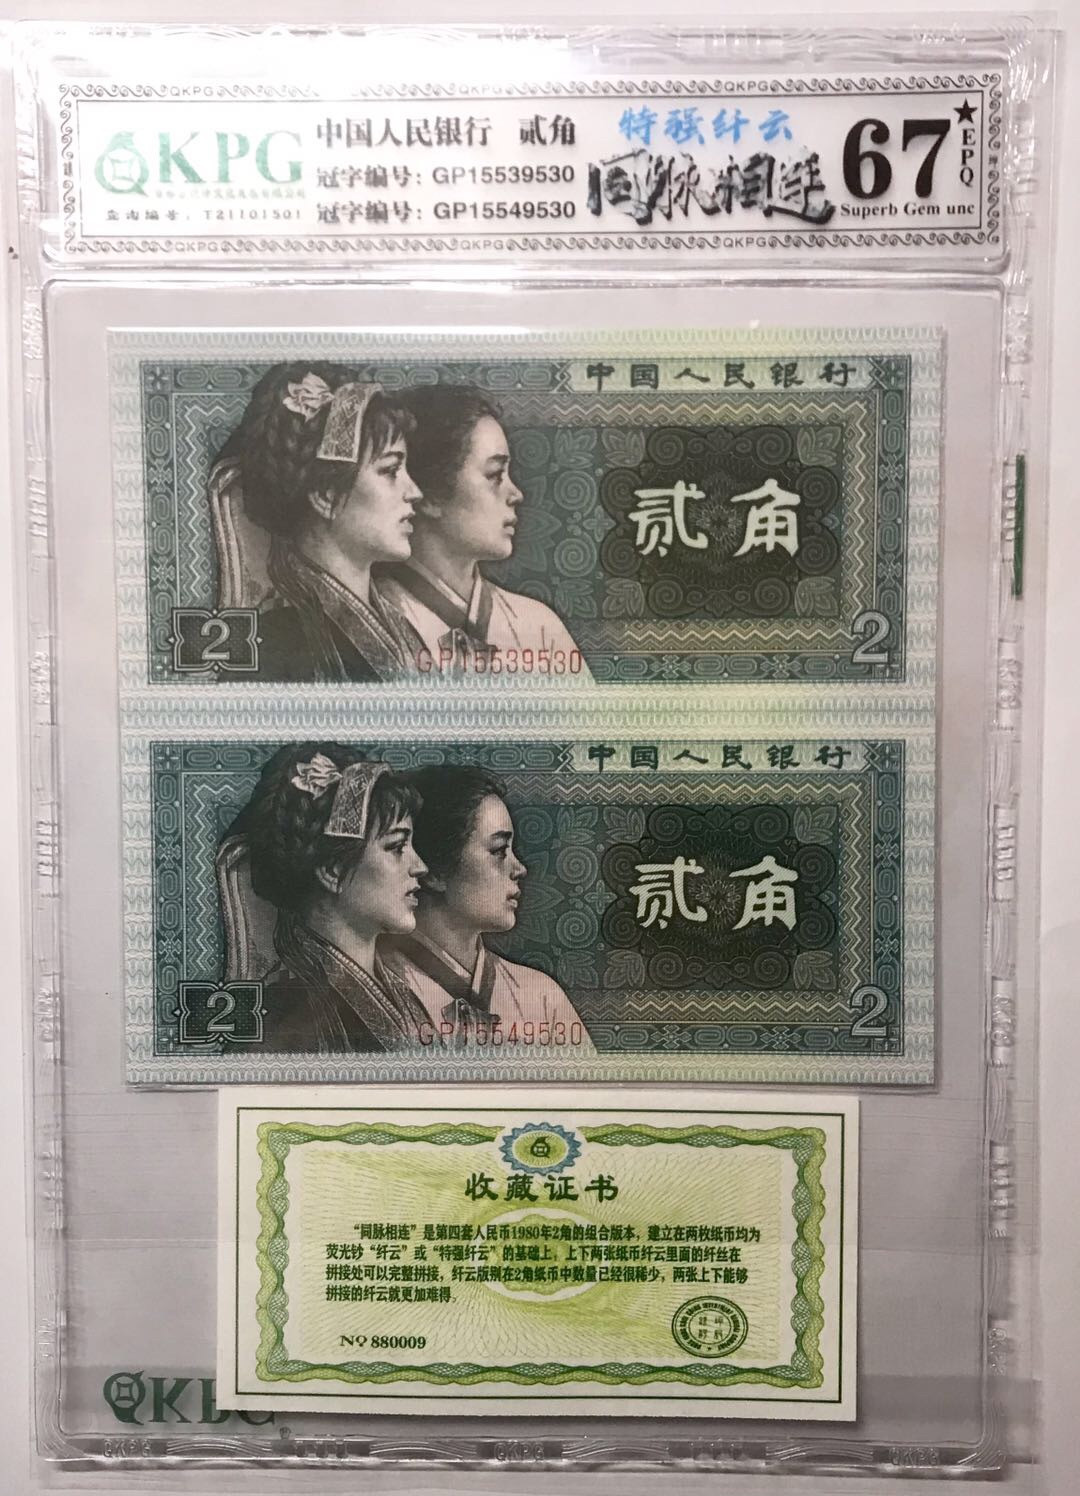 QKPG
中国人民银行 贰角
冠字编号: GP15539530
冠字编号: GP15549530
查询编号: T21101501
特强纤云
同脉相连
67
★EPQ
Superb Gem unc
中国人民银行
贰角
2
2
GP15539530
中国人民银行
贰角
2
2
GP15549530
收藏证书
“同脉相连”是第四套人民币1980年2角的组合版本，建立在两枚纸币均为
荧光钞“纤云”或“特强纤云”的基础上，上下两张纸币纤云里面的纤丝在
拼接处可以完整拼接，纤云版别在2角纸币中数量已经很稀少，两张上下能够
拼接的纤云就更加难得。
NO 880009